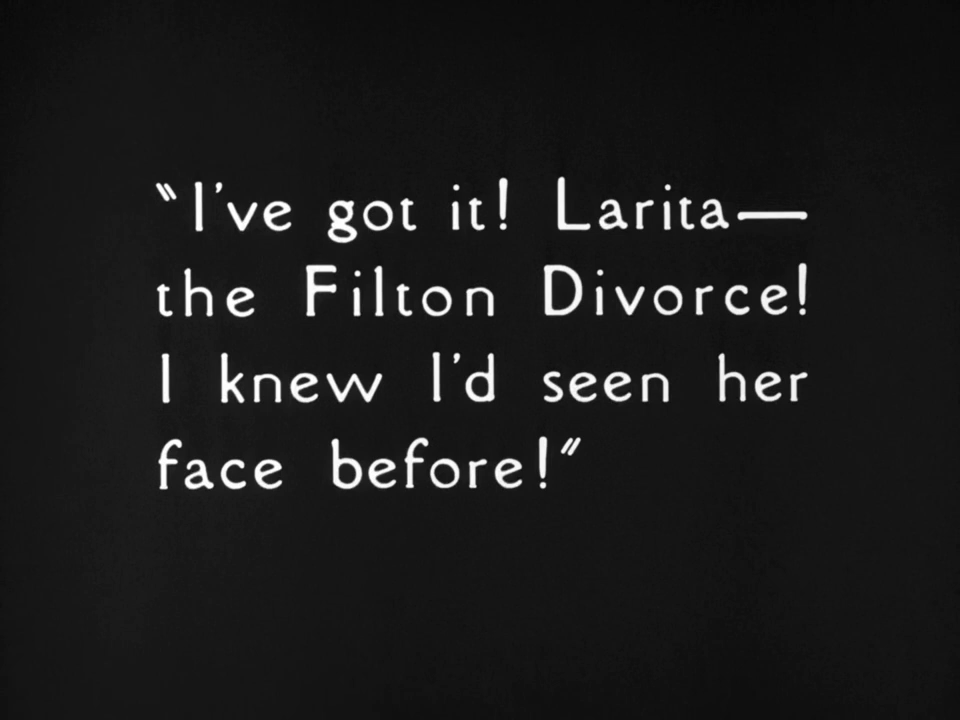 "I've got it! Larita—
the Filton Divorce!
I knew I'd seen her
face before!"